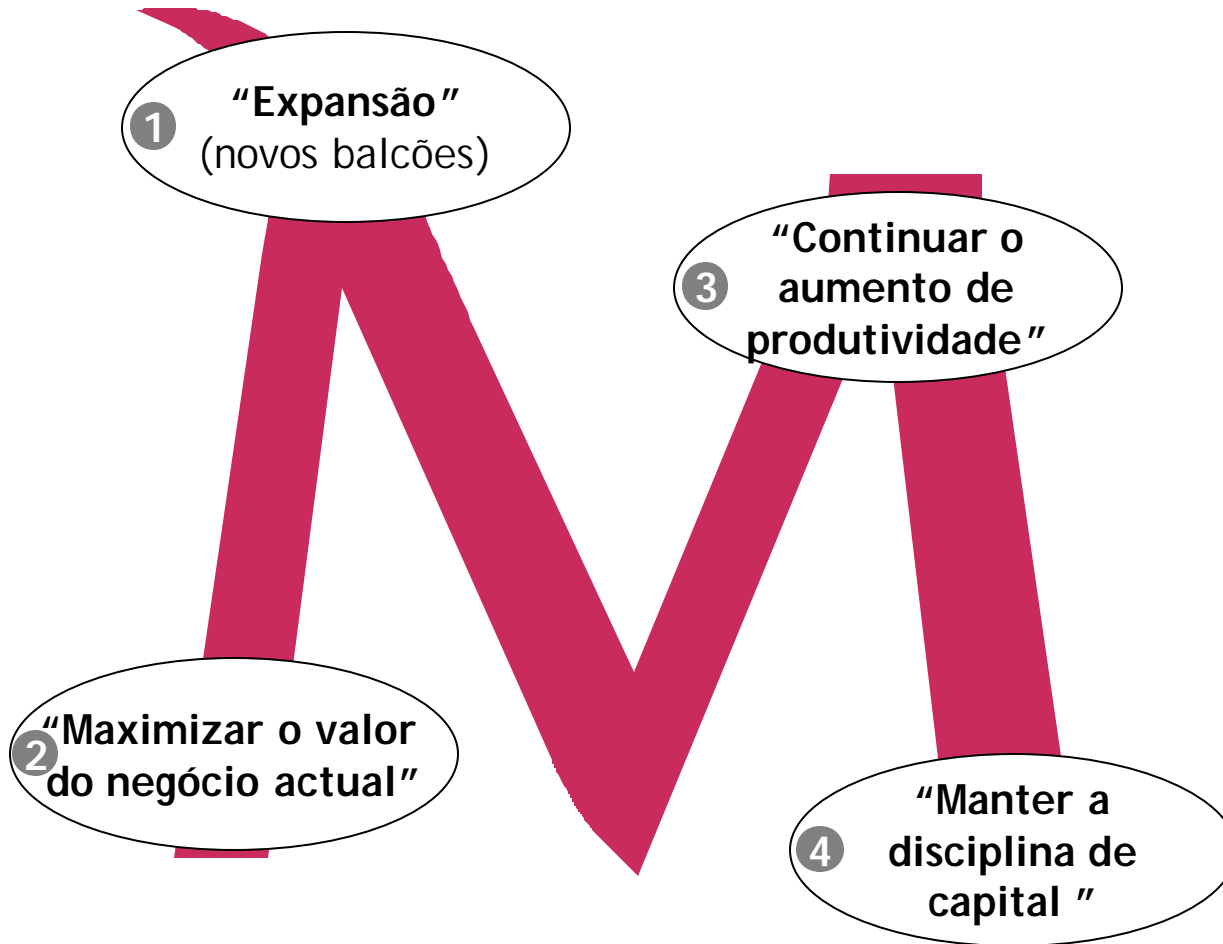 1
“Expansão”
(novos balcões)
2
“Maximizar o valor
do negócio actual”
3
“Continuar o
aumento de
produtividade”
4
“Manter a
disciplina de
capital ”